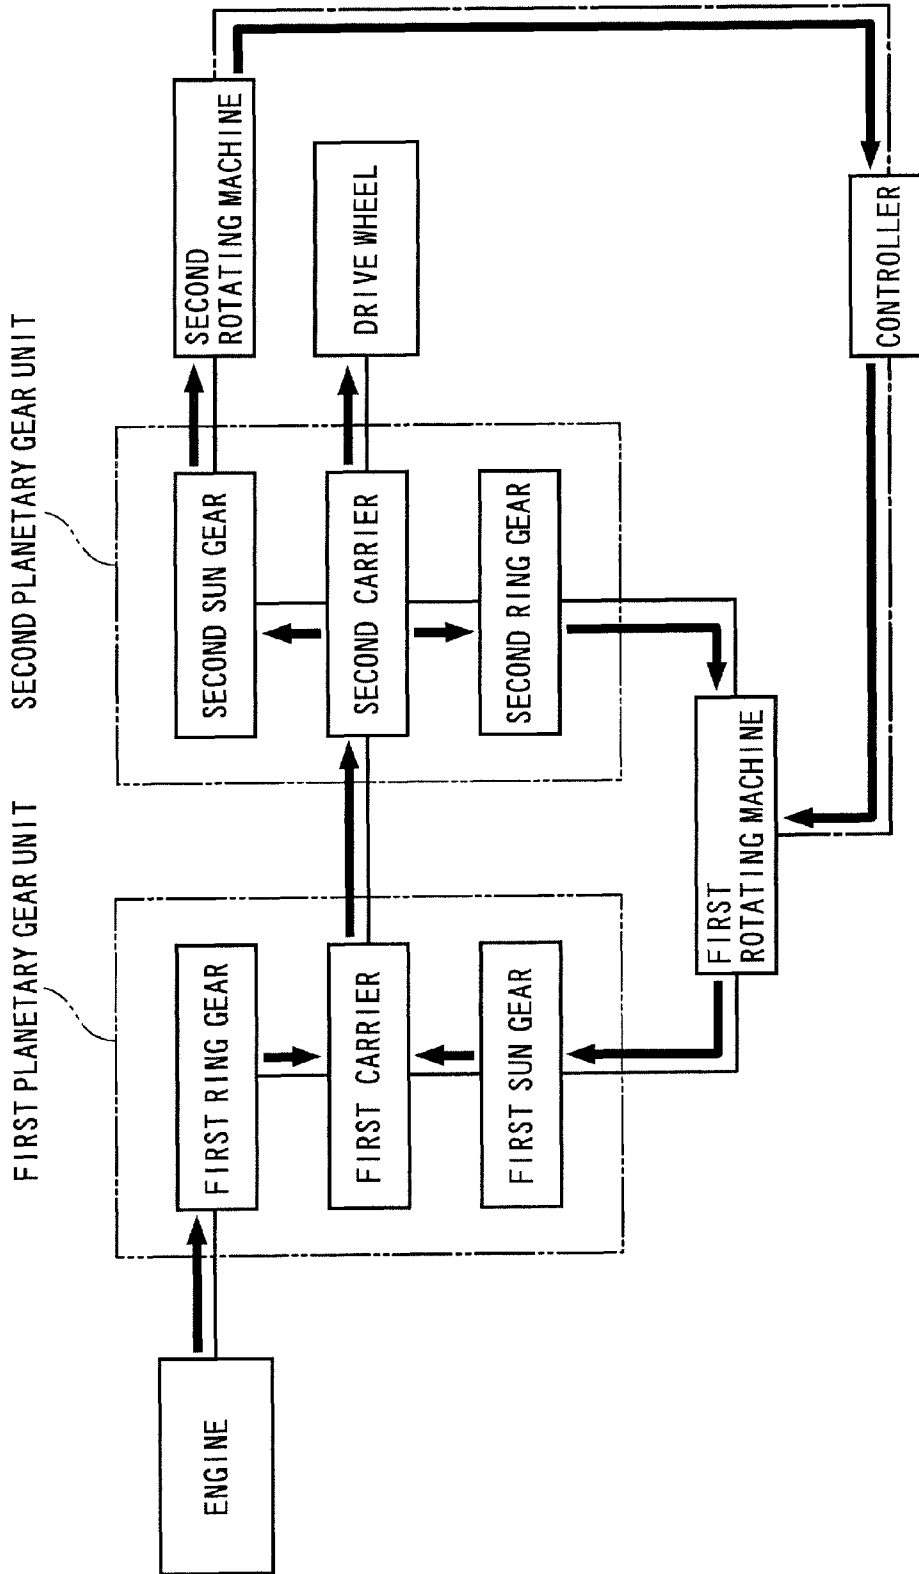 FIRST PLANETARY GEAR UNIT
SECOND PLANETARY GEAR UNIT
ENGINE
FIRST RING GEAR
FIRST CARRIER
FIRST SUN GEAR
SECOND SUN GEAR
SECOND CARRIER
SECOND RING GEAR
SECOND
ROTATING MACHINE
DRIVE WHEEL
FIRST
ROTATING MACHINE
CONTROLLER